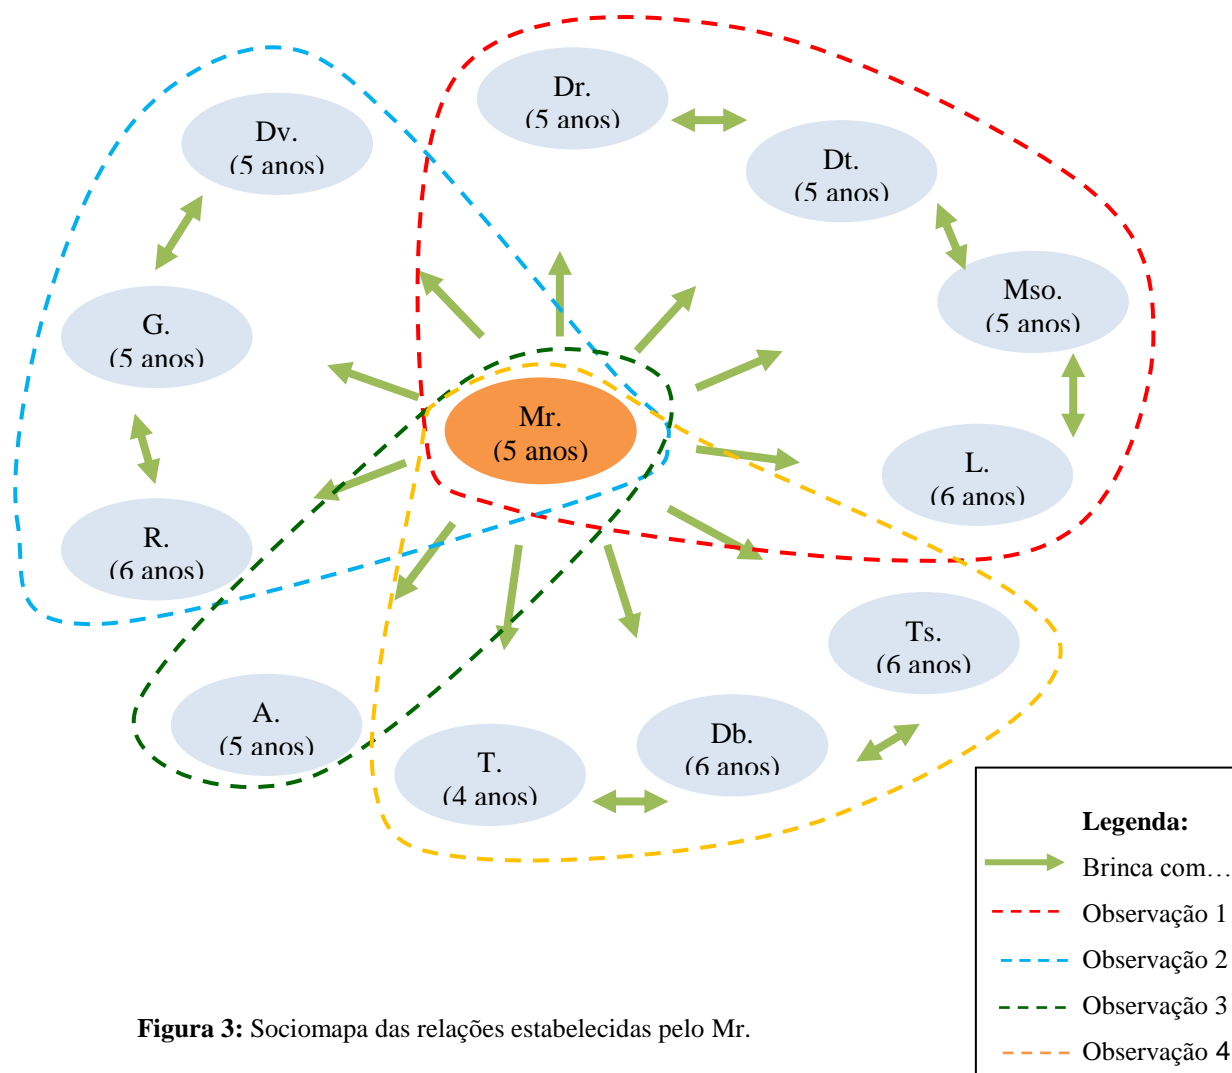 Dr.
(5 anos)
Dv.
(5 anos)
Dt.
(5 anos)
Mso.
(5 anos)
G.
(5 anos)
Mr.
(5 anos)
L.
(6 anos)
R.
(6 anos)
Ts.
(6 anos)
A.
(5 anos)
Db.
(6 anos)
T.
(4 anos)
Legenda:
Brinca com…
Observação 1
Observação 2
Observação 3
Observação 4
Figura 3: Sociomapa das relações estabelecidas pelo Mr.